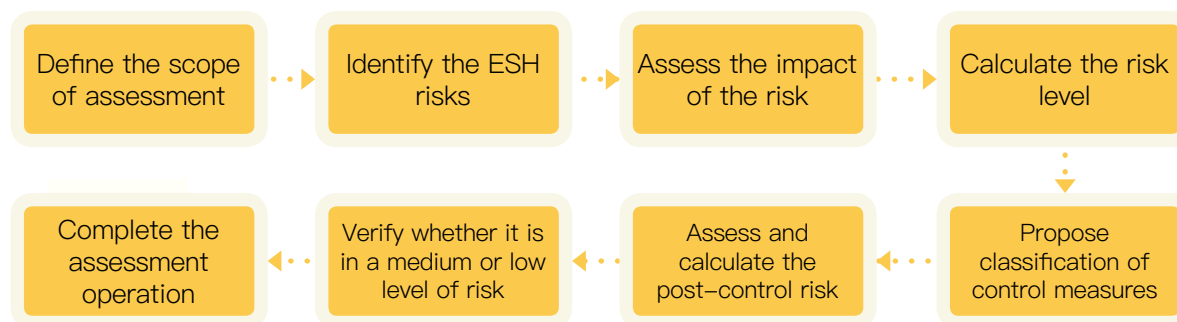 Define the scope
of assessment
Identify the ESH
risks
Assess the impact
of the risk
Calculate the risk
level
Propose
classification of
control measures
Assess and
calculate the
post-control risk
Verify whether it is
in a medium or low
level of risk
Complete the
assessment
operation